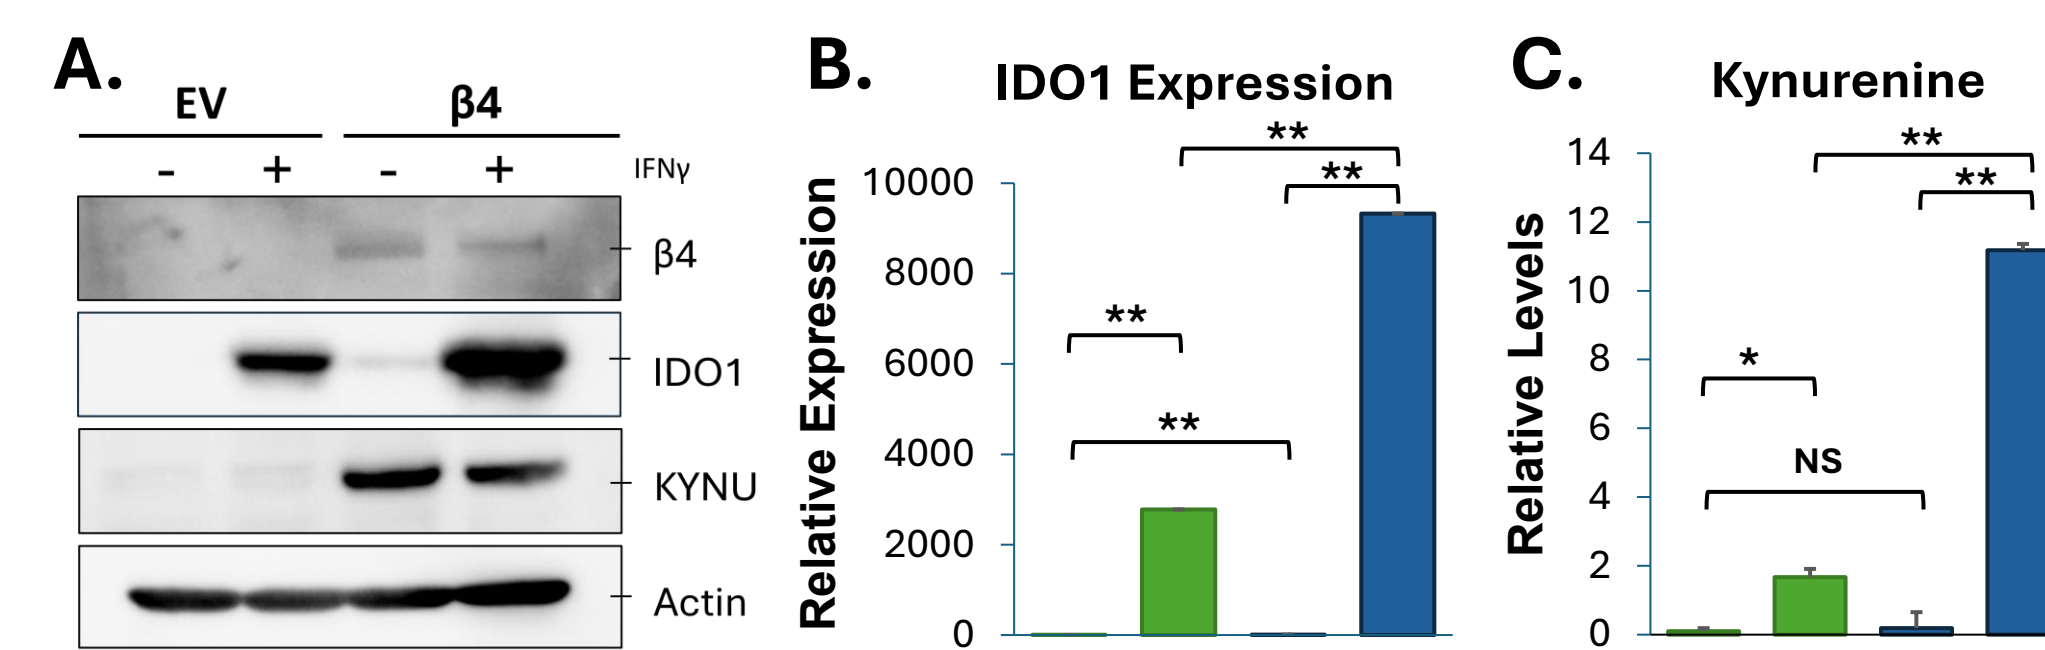 A.
EV β4
- + - + IFNγ
β4
IDO1
KYNU
Actin
B.
IDO1 Expression
Relative Expression
10000
8000
6000
4000
2000
0
**
**
**
**
C.
Kynurenine
Relative Levels
14
12
10
8
6
4
2
0
**
**
*
NS